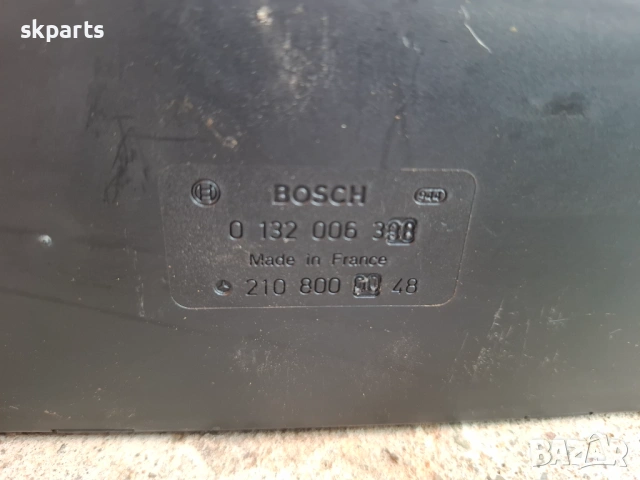 skparts
BOSCH
0 132 006
Made in France
210 800 48
BAZAR